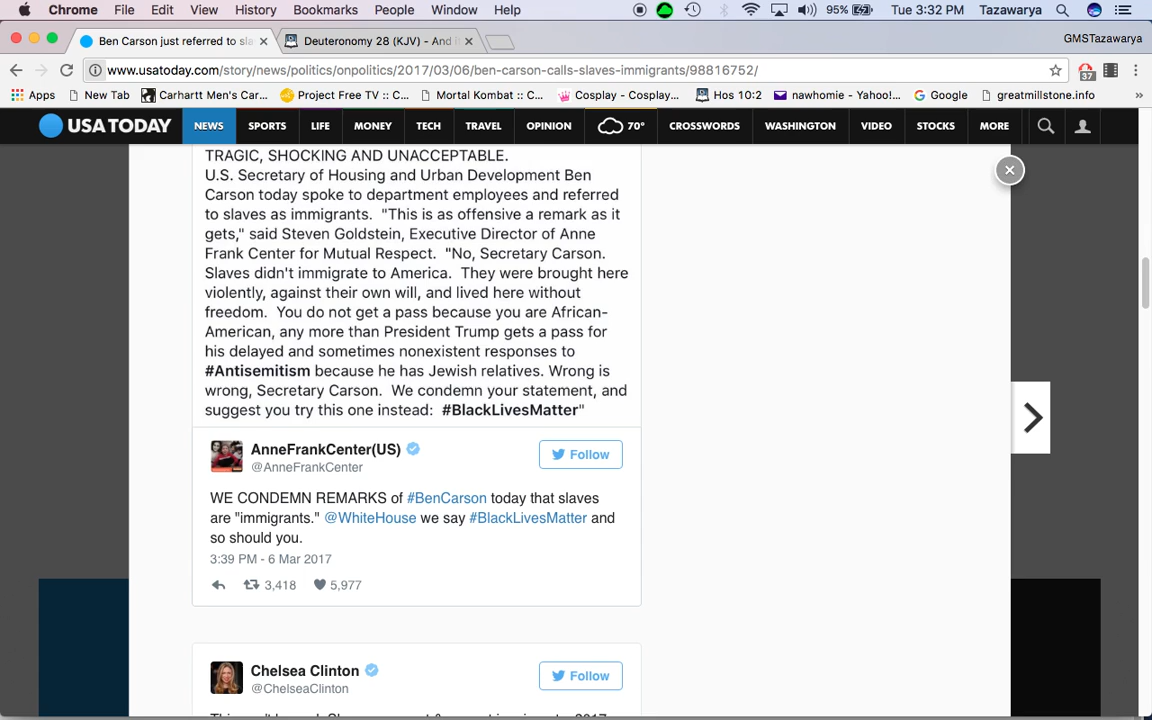 Chrome File Edit View History Bookmarks People Window Help 95% Tue 3:32 PM Tazawarya
Ben Carson just referred to sla Deuteronomy 28 (KJV) - And i GMSTazawarya
www.usatoday.com/story/news/politics/onpolitics/2017/03/06/ben-carson-calls-slaves-immigrants/98816752/ 37
Apps New Tab Carhartt Men's Car... Project Free TV :: C... Mortal Kombat :: C... Cosplay - Cosplay... Hos 10:2 nawhomie - Yahoo!... Google greatmillstone.info »
USA TODAY NEWS SPORTS LIFE MONEY TECH TRAVEL OPINION 70° CROSSWORDS WASHINGTON VIDEO STOCKS MORE
TRAGIC, SHOCKING AND UNACCEPTABLE.
U.S. Secretary of Housing and Urban Development Ben
Carson today spoke to department employees and referred
to slaves as immigrants. "This is as offensive a remark as it
gets," said Steven Goldstein, Executive Director of Anne
Frank Center for Mutual Respect. "No, Secretary Carson.
Slaves didn't immigrate to America. They were brought here
violently, against their own will, and lived here without
freedom. You do not get a pass because you are African-
American, any more than President Trump gets a pass for
his delayed and sometimes nonexistent responses to
#Antisemitism because he has Jewish relatives. Wrong is
wrong, Secretary Carson. We condemn your statement, and
suggest you try this one instead: #BlackLivesMatter"
AnneFrankCenter(US) Follow
@AnneFrankCenter
WE CONDEMN REMARKS of #BenCarson today that slaves
are "immigrants." @WhiteHouse we say #BlackLivesMatter and
so should you.
3:39 PM - 6 Mar 2017
3,418 5,977
Chelsea Clinton Follow
@ChelseaClinton